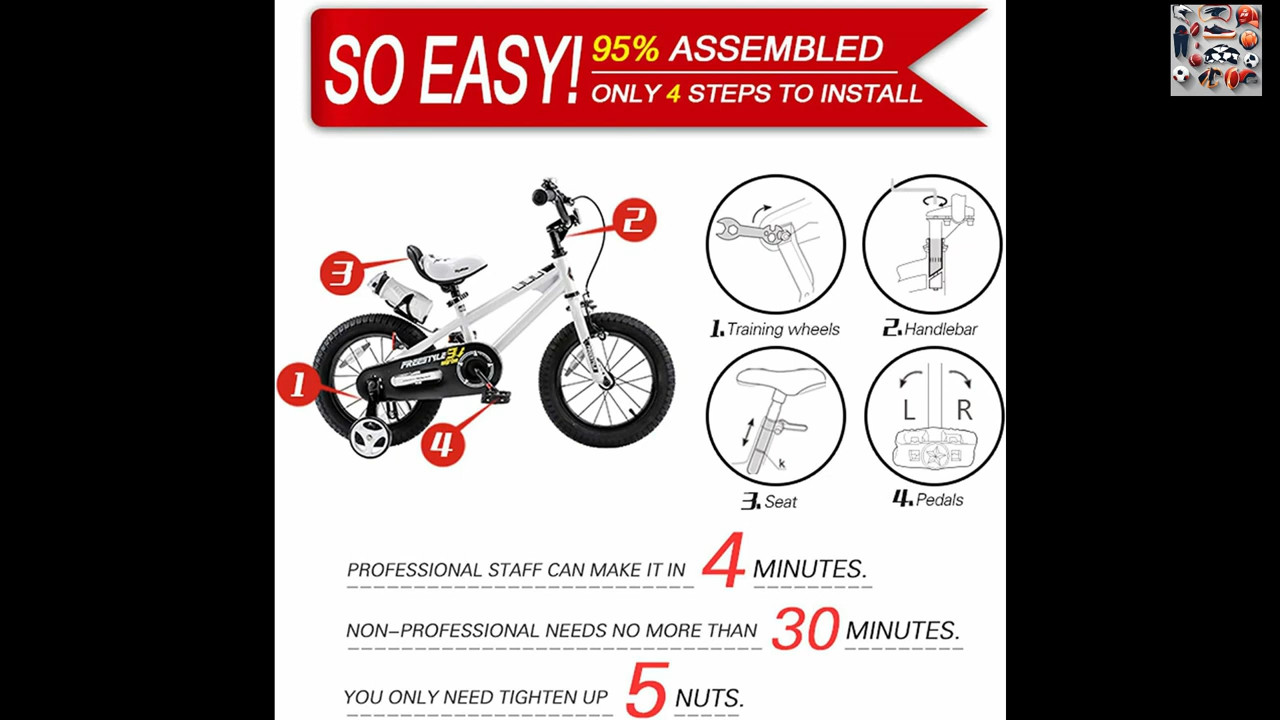 SO EASY!
95% ASSEMBLED
ONLY 4 STEPS TO INSTALL
2
3
FREESTYLE
1
4
1. Training wheels
2. Handlebar
k
L R
3. Seat
4. Pedals
PROFESSIONAL STAFF CAN MAKE IT IN 4 MINUTES.
NON-PROFESSIONAL NEEDS NO MORE THAN 30 MINUTES.
YOU ONLY NEED TIGHTEN UP 5 NUTS.